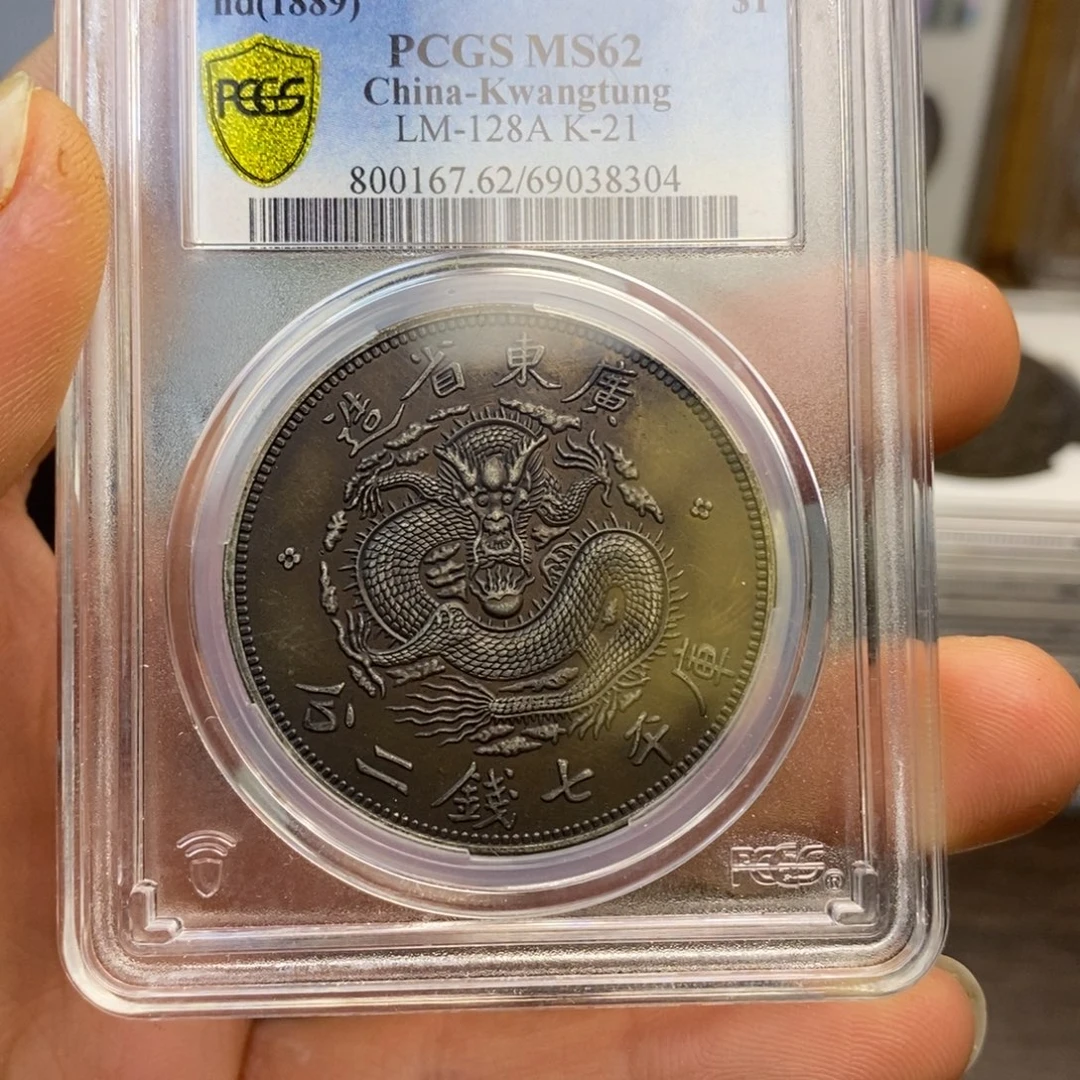 nd(1889) $1
PCGS MS62
China-Kwangtung
LM-128A K-21
800167.62/69038304
PCGS
廣東省造
庫平七錢二分
PCGS®